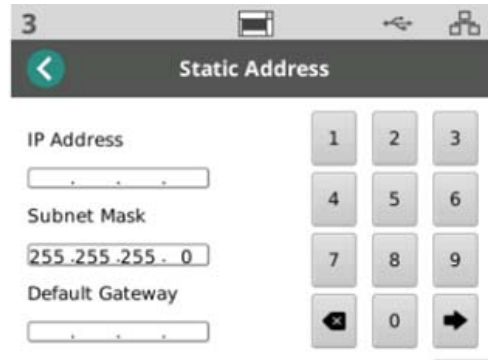 3
Static Address
IP Address
. . .
Subnet Mask
255 .255 .255 . 0
Default Gateway
. . .
1 2 3
4 5 6
7 8 9
0